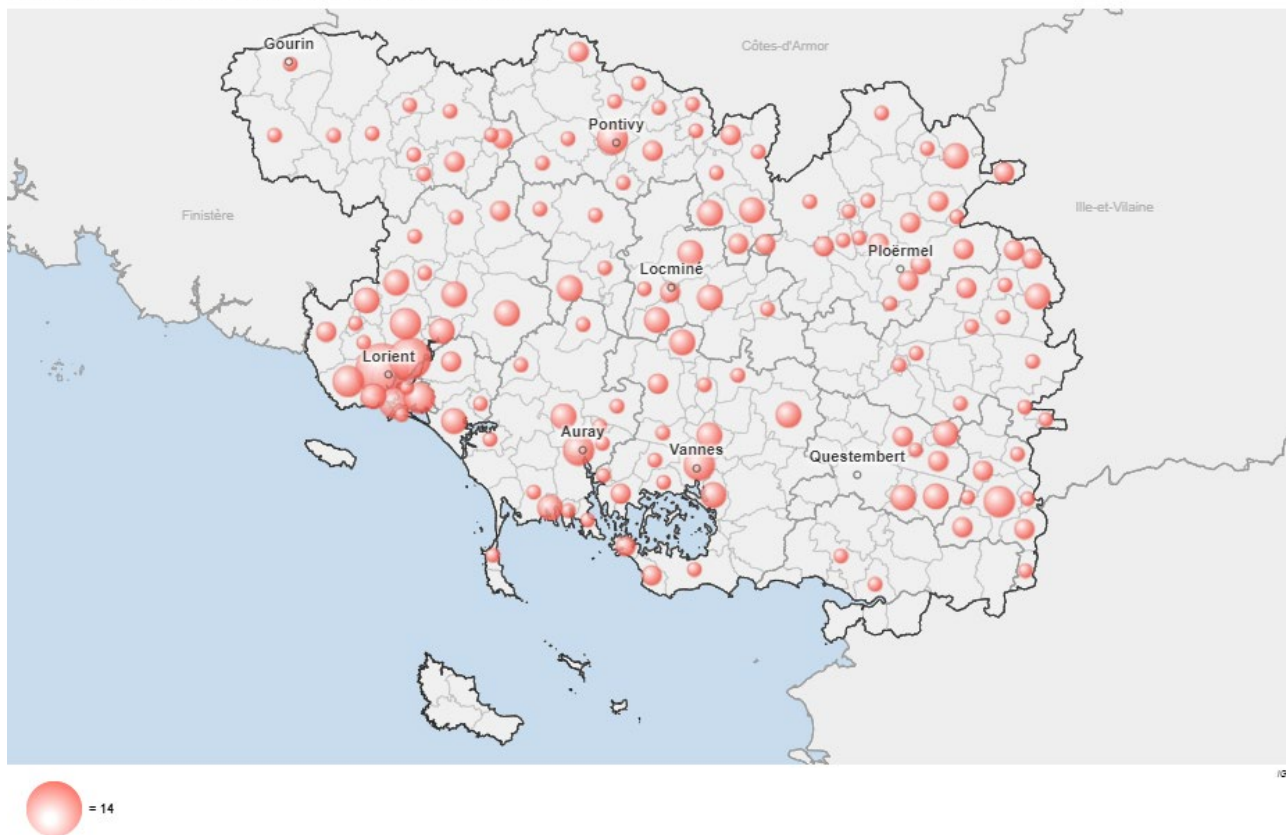 Gourin
Côtes-d'Armor
Pontivy
Finistère
Ille-et-Vilaine
Ploërmel
Locminé
Lorient
Auray
Vannes
Questembert
= 14